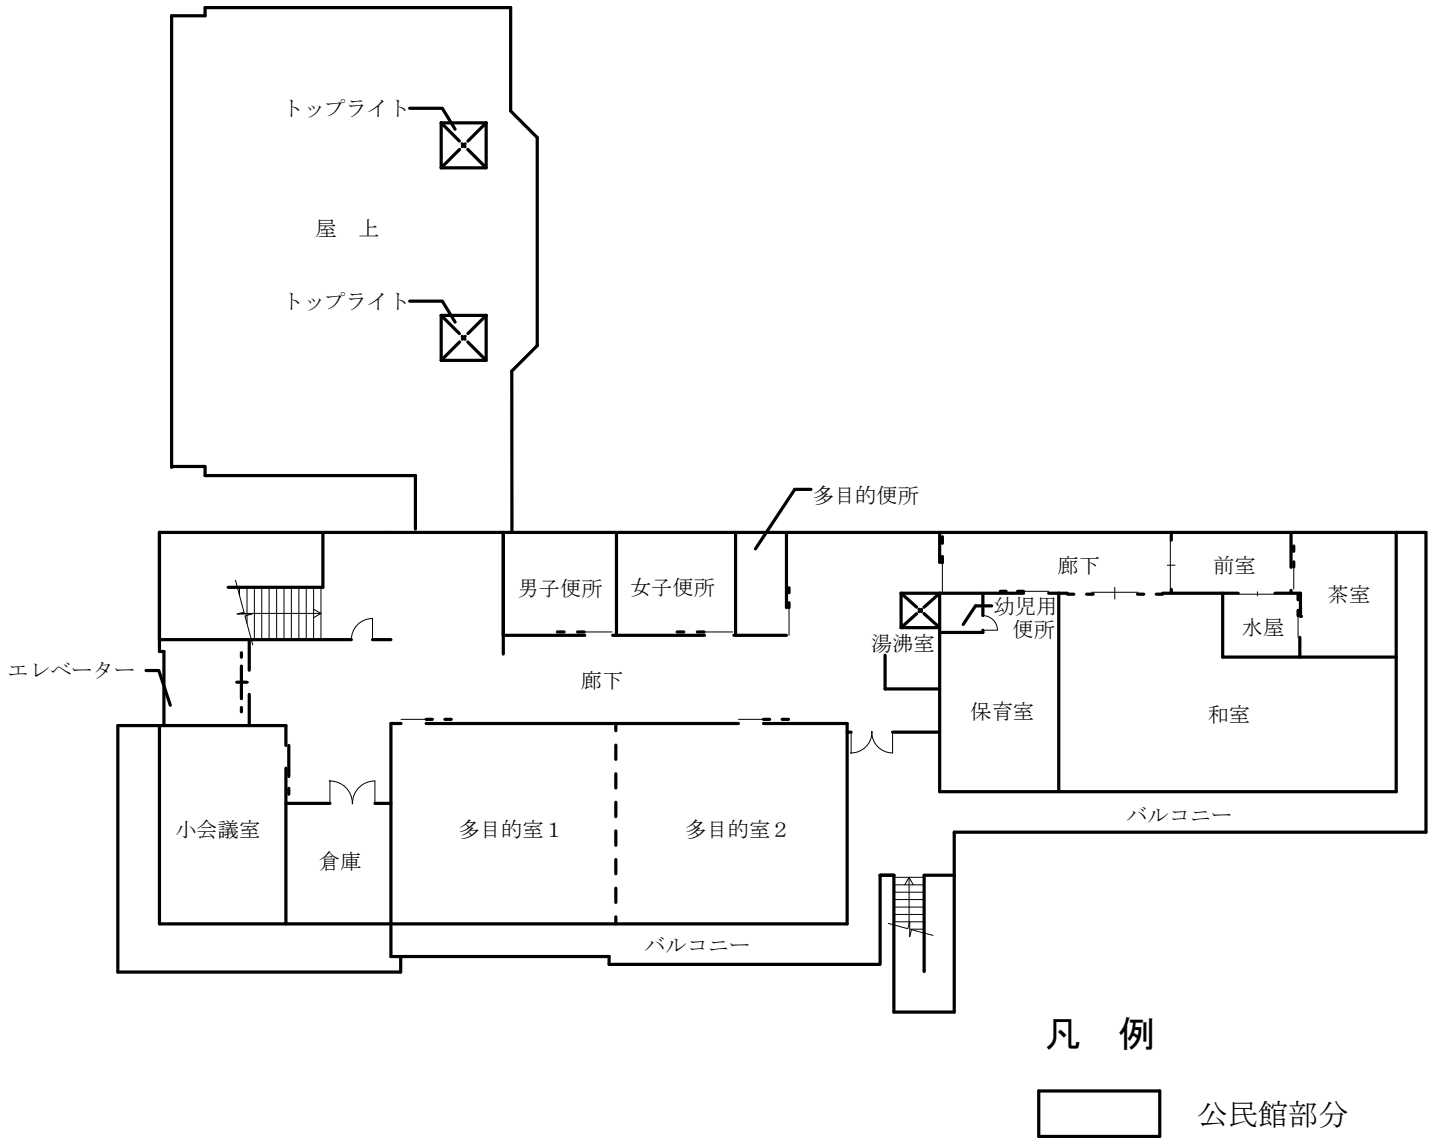 トップライト
屋　上
トップライト
多目的便所
廊下
前室
男子便所
女子便所
茶室
幼児用
便所
水屋
湯沸室
エレベーター
廊下
保育室
和室
バルコニー
小会議室
多目的室１
多目的室２
倉庫
バルコニー
凡　例
公民館部分